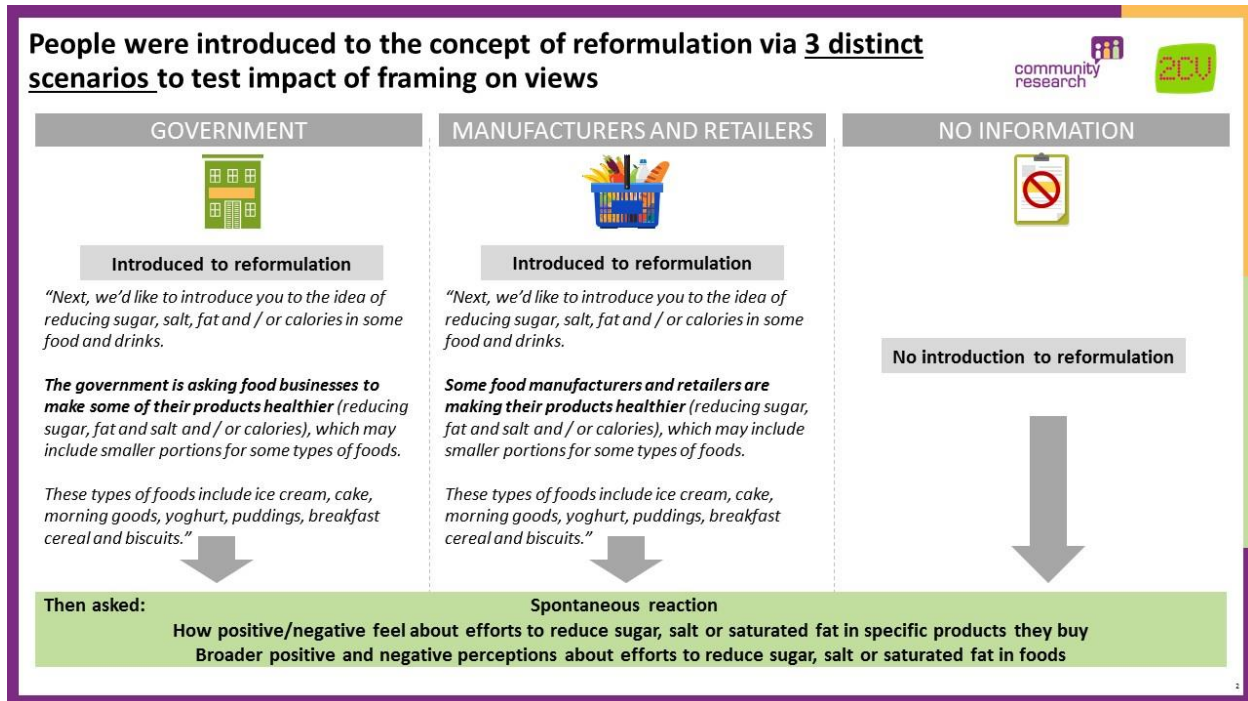 People were introduced to the concept of reformulation via 3 distinct
scenarios to test impact of framing on views
community
research
2CV
GOVERNMENT
Introduced to reformulation
“Next, we’d like to introduce you to the idea of
reducing sugar, salt, fat and / or calories in some
food and drinks.
The government is asking food businesses to
make some of their products healthier (reducing
sugar, fat and salt and / or calories), which may
include smaller portions for some types of foods.
These types of foods include ice cream, cake,
morning goods, yoghurt, puddings, breakfast
cereal and biscuits.”
MANUFACTURERS AND RETAILERS
Introduced to reformulation
“Next, we’d like to introduce you to the idea of
reducing sugar, salt, fat and / or calories in some
food and drinks.
Some food manufacturers and retailers are
making their products healthier (reducing sugar,
fat and salt and / or calories), which may include
smaller portions for some types of foods.
These types of foods include ice cream, cake,
morning goods, yoghurt, puddings, breakfast
cereal and biscuits.”
NO INFORMATION
No introduction to reformulation
Then asked:
Spontaneous reaction
How positive/negative feel about efforts to reduce sugar, salt or saturated fat in specific products they buy
Broader positive and negative perceptions about efforts to reduce sugar, salt or saturated fat in foods
2